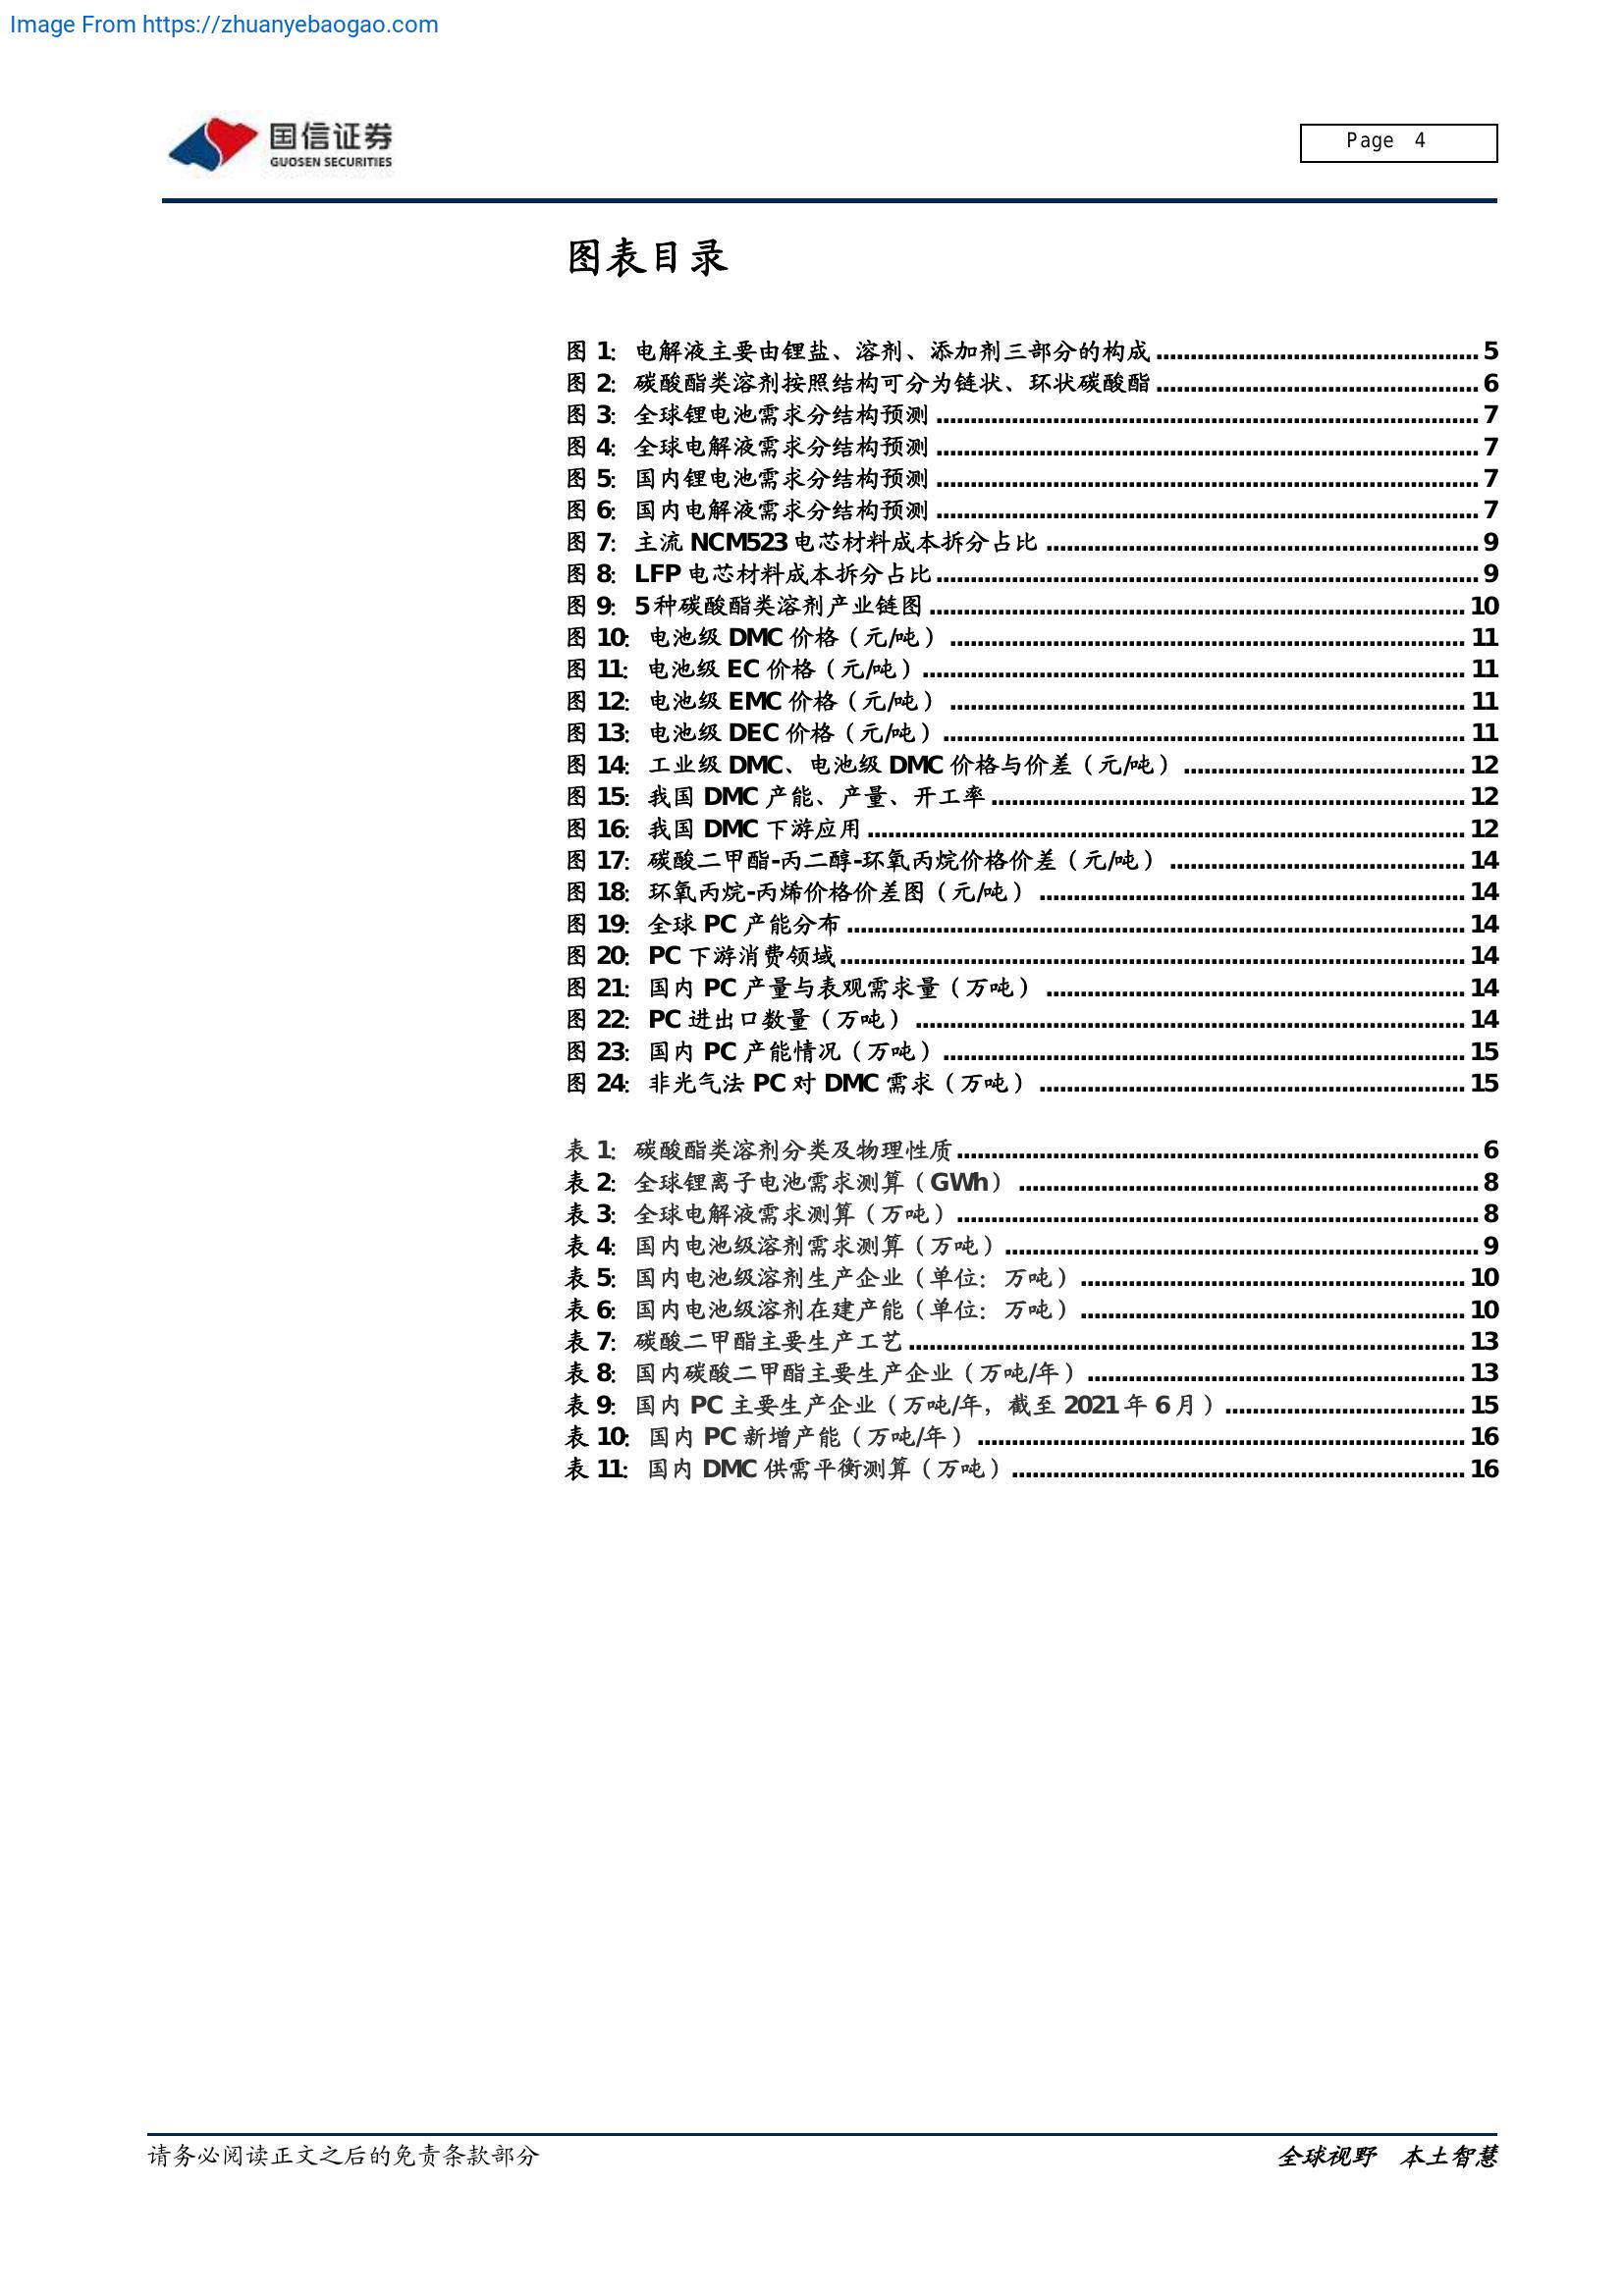 Image From https://zhuanyebaogao.com
国信证券
GUOSEN SECURITIES
Page 4
图表目录
图 1：电解液主要由锂盐、溶剂、添加剂三部分的构成 5
图 2：碳酸酯类溶剂按照结构可分为链状、环状碳酸酯 6
图 3：全球锂电池需求分结构预测 7
图 4：全球电解液需求分结构预测 7
图 5：国内锂电池需求分结构预测 7
图 6：国内电解液需求分结构预测 7
图 7：主流 NCM523 电芯材料成本拆分占比 9
图 8：LFP 电芯材料成本拆分占比 9
图 9：5 种碳酸酯类溶剂产业链图 10
图 10：电池级 DMC 价格（元/吨） 11
图 11：电池级 EC 价格（元/吨） 11
图 12：电池级 EMC 价格（元/吨） 11
图 13：电池级 DEC 价格（元/吨） 11
图 14：工业级 DMC、电池级 DMC 价格与价差（元/吨） 12
图 15：我国 DMC 产能、产量、开工率 12
图 16：我国 DMC 下游应用 12
图 17：碳酸二甲酯-丙二醇-环氧丙烷价格价差（元/吨） 14
图 18：环氧丙烷-丙烯价格价差图（元/吨） 14
图 19：全球 PC 产能分布 14
图 20：PC 下游消费领域 14
图 21：国内 PC 产量与表观需求量（万吨） 14
图 22：PC 进出口数量（万吨） 14
图 23：国内 PC 产能情况（万吨） 15
图 24：非光气法 PC 对 DMC 需求（万吨） 15
表 1：碳酸酯类溶剂分类及物理性质 6
表 2：全球锂离子电池需求测算（GWh） 8
表 3：全球电解液需求测算（万吨） 8
表 4：国内电池级溶剂需求测算（万吨） 9
表 5：国内电池级溶剂生产企业（单位：万吨） 10
表 6：国内电池级溶剂在建产能（单位：万吨） 10
表 7：碳酸二甲酯主要生产工艺 13
表 8：国内碳酸二甲酯主要生产企业（万吨/年） 13
表 9：国内 PC 主要生产企业（万吨/年，截至 2021 年 6 月） 15
表 10：国内 PC 新增产能（万吨/年） 16
表 11：国内 DMC 供需平衡测算（万吨） 16
请务必阅读正文之后的免责条款部分
全球视野 本土智慧